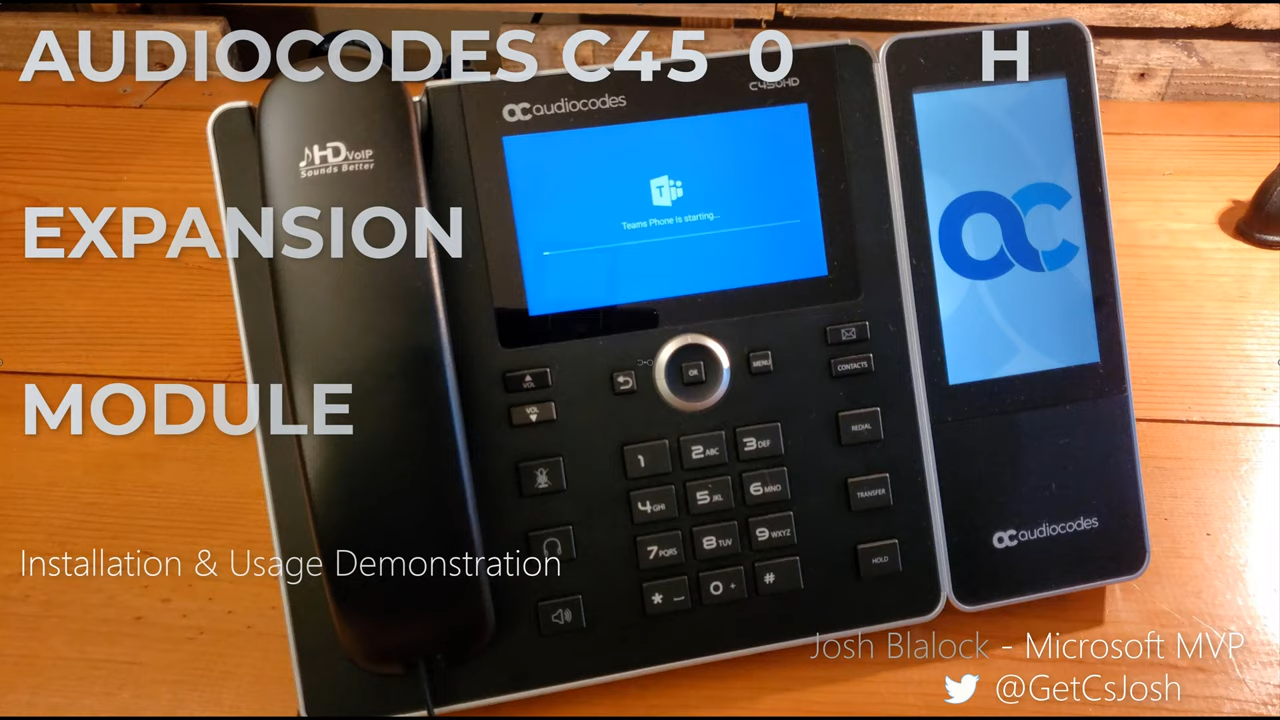 AUDIOCODES C45 0 H
C450HD
audiocodes
HD VoIP
Sounds Better
T
Teams Phone is starting...
ac
EXPANSION
MODULE
VOL
OK
MENU
CONTACTS
VOL
REDIAL
1 2 ABC 3 DEF
4 GHI 5 JKL 6 MNO
TRANSFER
7 PQRS 8 TUV 9 WXYZ
HOLD
* 0 + #
audiocodes
Installation & Usage Demonstration
Josh Blalock - Microsoft MVP
@GetCsJosh